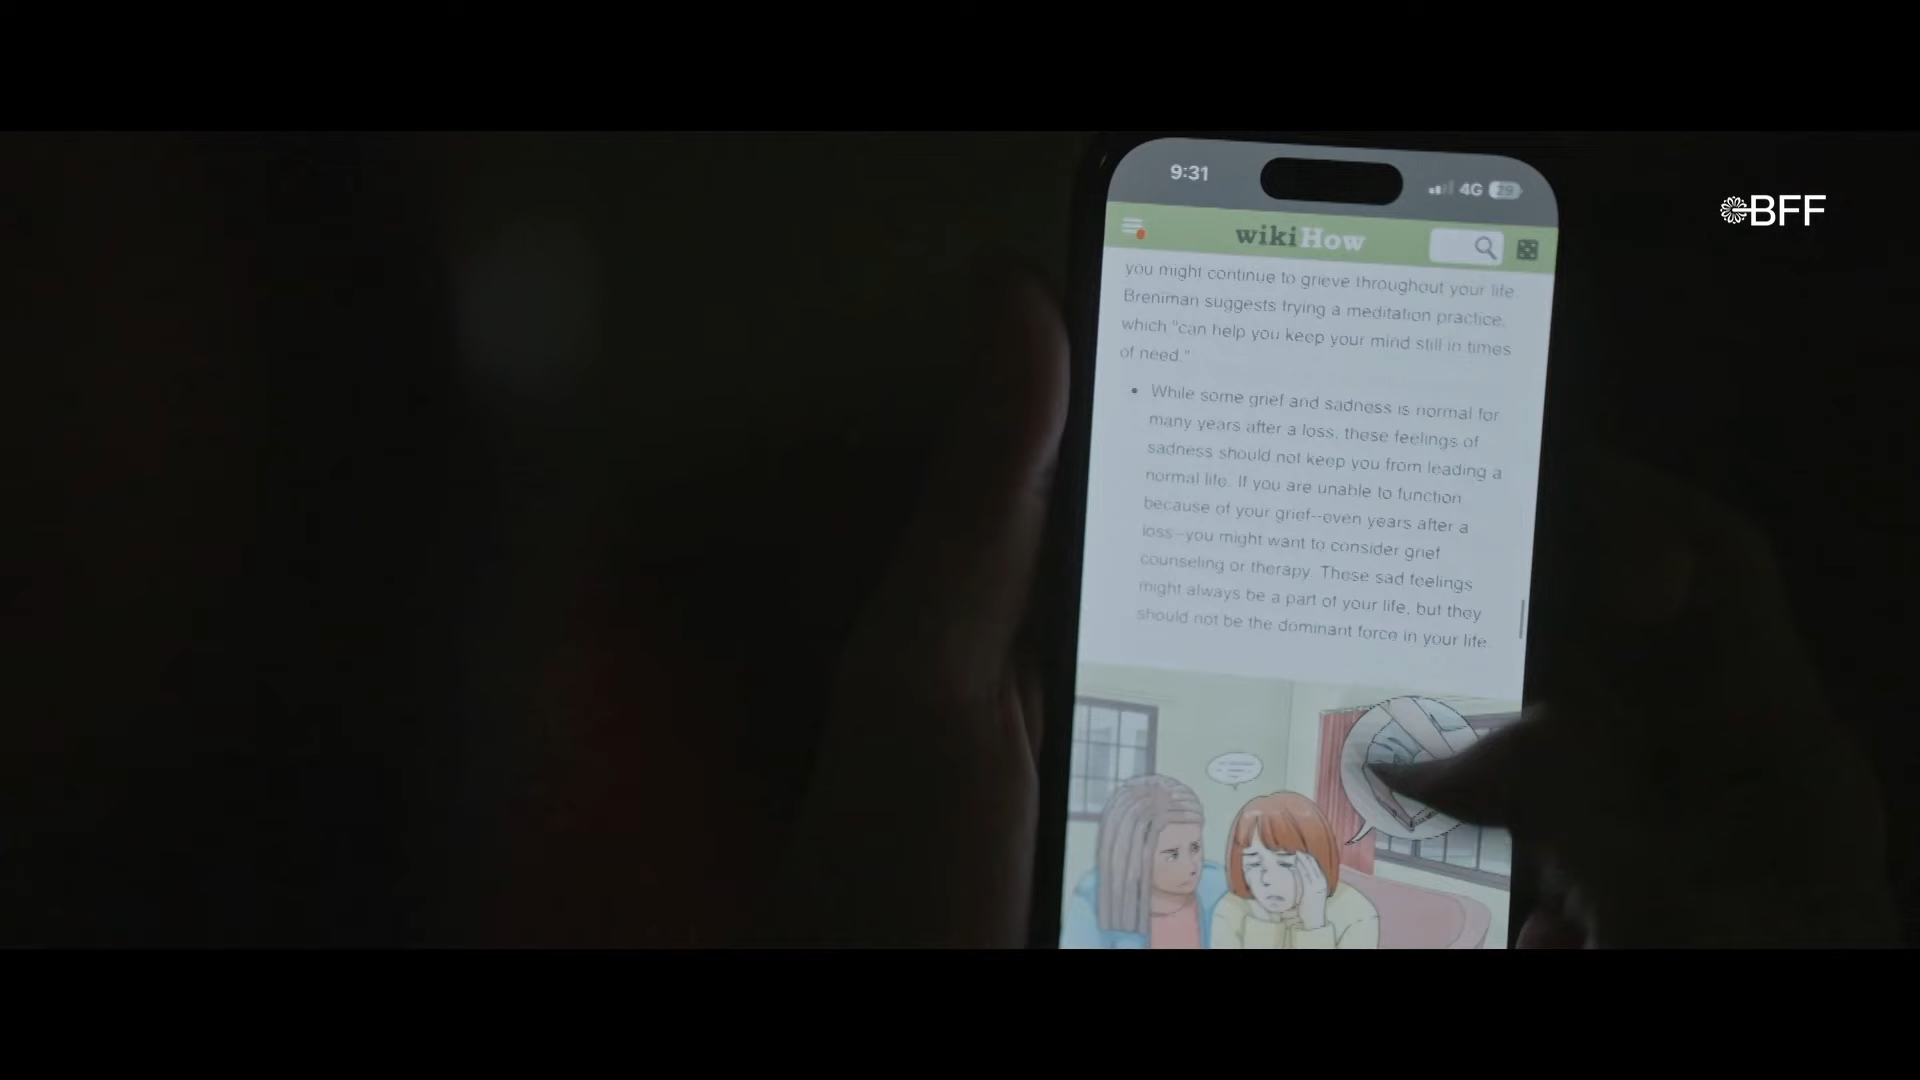 9:31
4G
29
BFF
wikiHow
you might continue to grieve throughout your life.
Breniman suggests trying a meditation practice,
which "can help you keep your mind still in times
of need."
• While some grief and sadness is normal for
many years after a loss, these feelings of
sadness should not keep you from leading a
normal life. If you are unable to function
because of your grief--even years after a
loss--you might want to consider grief
counseling or therapy. These sad feelings
might always be a part of your life, but they
should not be the dominant force in your life.